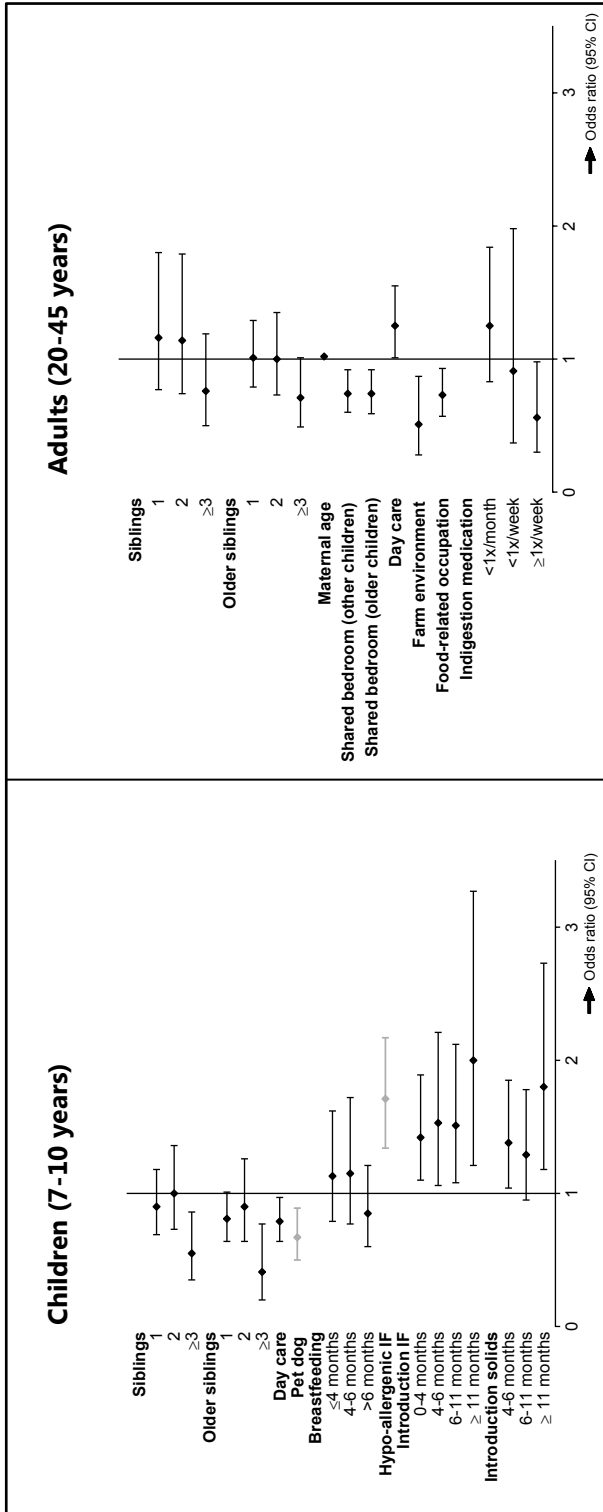 Children (7-10 years)
Siblings
1
2
≥3
Older siblings
1
2
≥3
Day care
Pet dog
Breastfeeding
≤4 months
4-6 months
>6 months
Hypo-allergenic IF
Introduction IF
0-4 months
4-6 months
6-11 months
≥ 11 months
Introduction solids
4-6 months
6-11 months
≥ 11 months
0 1 2 3
Odds ratio (95% CI)
Adults (20-45 years)
Siblings
1
2
≥3
Older siblings
1
2
≥3
Maternal age
Shared bedroom (other children)
Shared bedroom (older children)
Day care
Farm environment
Food-related occupation
Indigestion medication
<1x/month
<1x/week
≥1x/week
0 1 2 3
Odds ratio (95% CI)